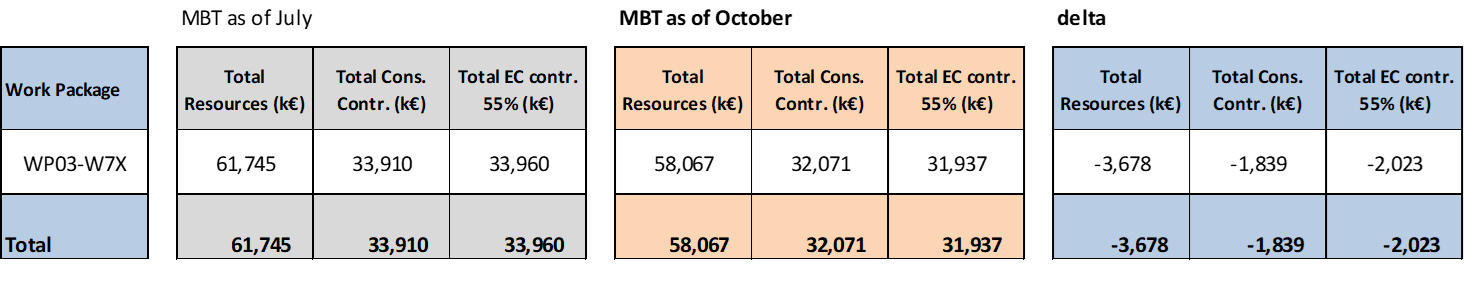 MBT as of July MBT as of October delta
Work Package Total Resources (k€) Total Cons. Contr. (k€) Total EC contr. 55% (k€) Total Resources (k€) Total Cons. Contr. (k€) Total EC contr. 55% (k€) Total Resources (k€) Total Cons. Contr. (k€) Total EC contr. 55% (k€)
WP03-W7X 61,745 33,910 33,960 58,067 32,071 31,937 -3,678 -1,839 -2,023
Total 61,745 33,910 33,960 58,067 32,071 31,937 -3,678 -1,839 -2,023